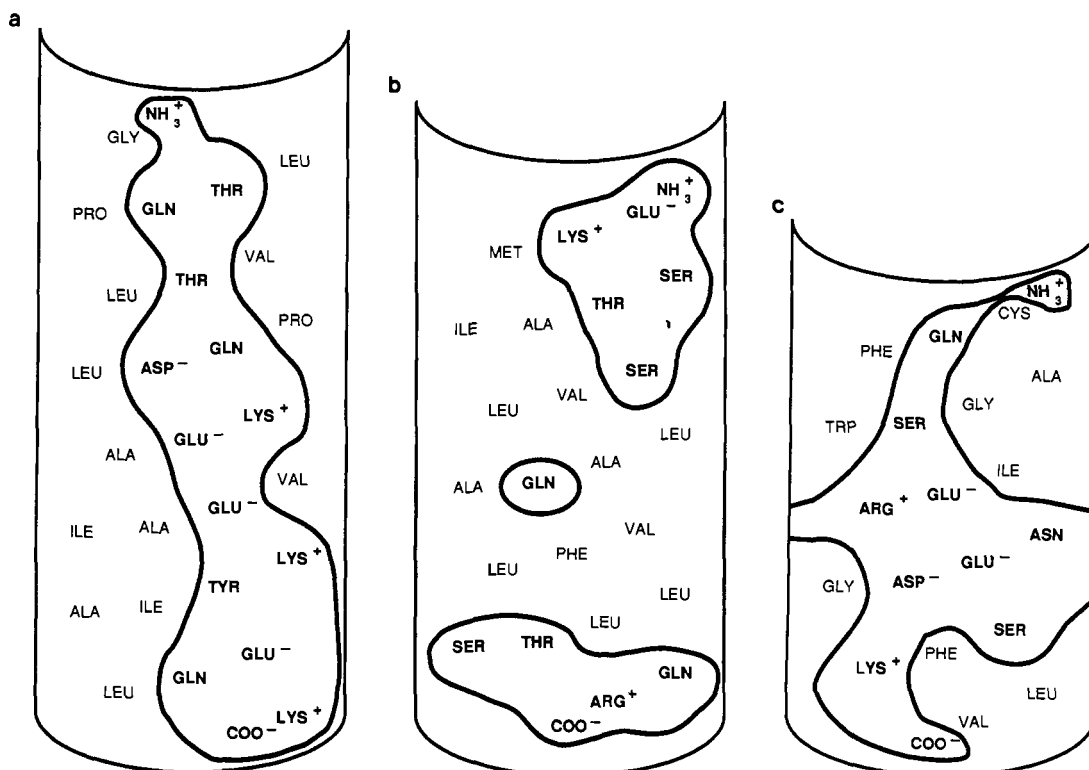 a
NH3+
GLY
LEU
THR
PRO
GLN
VAL
THR
LEU
PRO
GLN
LEU
ASP−
LYS+
GLU−
ALA
VAL
GLU−
ILE
ALA
LYS+
TYR
ALA
ILE
GLU−
GLN
LEU
LYS+
COO−
b
NH3+
GLU−
LYS+
MET
SER
THR
ILE
ALA
SER
VAL
LEU
LEU
ALA
ALA
GLN
VAL
PHE
LEU
LEU
LEU
SER
THR
GLN
ARG+
COO−
c
NH3+
CYS
GLN
PHE
ALA
GLY
TRP
SER
ILE
GLU−
ARG+
ASN
GLU−
GLY
ASP−
SER
PHE
LYS+
LEU
VAL
COO−